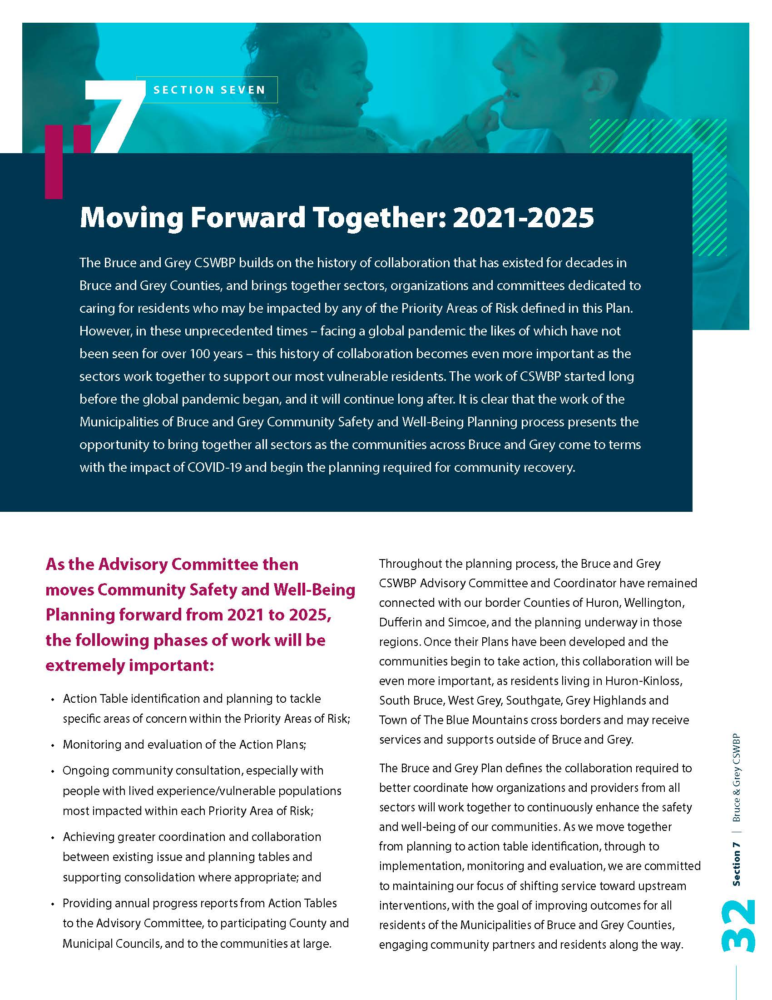 7
SECTION SEVEN
Moving Forward Together: 2021-2025
The Bruce and Grey CSWBP builds on the history of collaboration that has existed for decades in
Bruce and Grey Counties, and brings together sectors, organizations and committees dedicated to
caring for residents who may be impacted by any of the Priority Areas of Risk defined in this Plan.
However, in these unprecedented times – facing a global pandemic the likes of which have not
been seen for over 100 years – this history of collaboration becomes even more important as the
sectors work together to support our most vulnerable residents. The work of CSWBP started long
before the global pandemic began, and it will continue long after. It is clear that the work of the
Municipalities of Bruce and Grey Community Safety and Well-Being Planning process presents the
opportunity to bring together all sectors as the communities across Bruce and Grey come to terms
with the impact of COVID-19 and begin the planning required for community recovery.
As the Advisory Committee then
moves Community Safety and Well-Being
Planning forward from 2021 to 2025,
the following phases of work will be
extremely important:
• Action Table identification and planning to tackle
specific areas of concern within the Priority Areas of Risk;
• Monitoring and evaluation of the Action Plans;
• Ongoing community consultation, especially with
people with lived experience/vulnerable populations
most impacted within each Priority Area of Risk;
• Achieving greater coordination and collaboration
between existing issue and planning tables and
supporting consolidation where appropriate; and
• Providing annual progress reports from Action Tables
to the Advisory Committee, to participating County and
Municipal Councils, and to the communities at large.
Throughout the planning process, the Bruce and Grey
CSWBP Advisory Committee and Coordinator have remained
connected with our border Counties of Huron, Wellington,
Dufferin and Simcoe, and the planning underway in those
regions. Once their Plans have been developed and the
communities begin to take action, this collaboration will be
even more important, as residents living in Huron-Kinloss,
South Bruce, West Grey, Southgate, Grey Highlands and
Town of The Blue Mountains cross borders and may receive
services and supports outside of Bruce and Grey.
The Bruce and Grey Plan defines the collaboration required to
better coordinate how organizations and providers from all
sectors will work together to continuously enhance the safety
and well-being of our communities. As we move together
from planning to action table identification, through to
implementation, monitoring and evaluation, we are committed
to maintaining our focus of shifting service toward upstream
interventions, with the goal of improving outcomes for all
residents of the Municipalities of Bruce and Grey Counties,
engaging community partners and residents along the way.
32 Section 7 | Bruce & Grey CSWBP